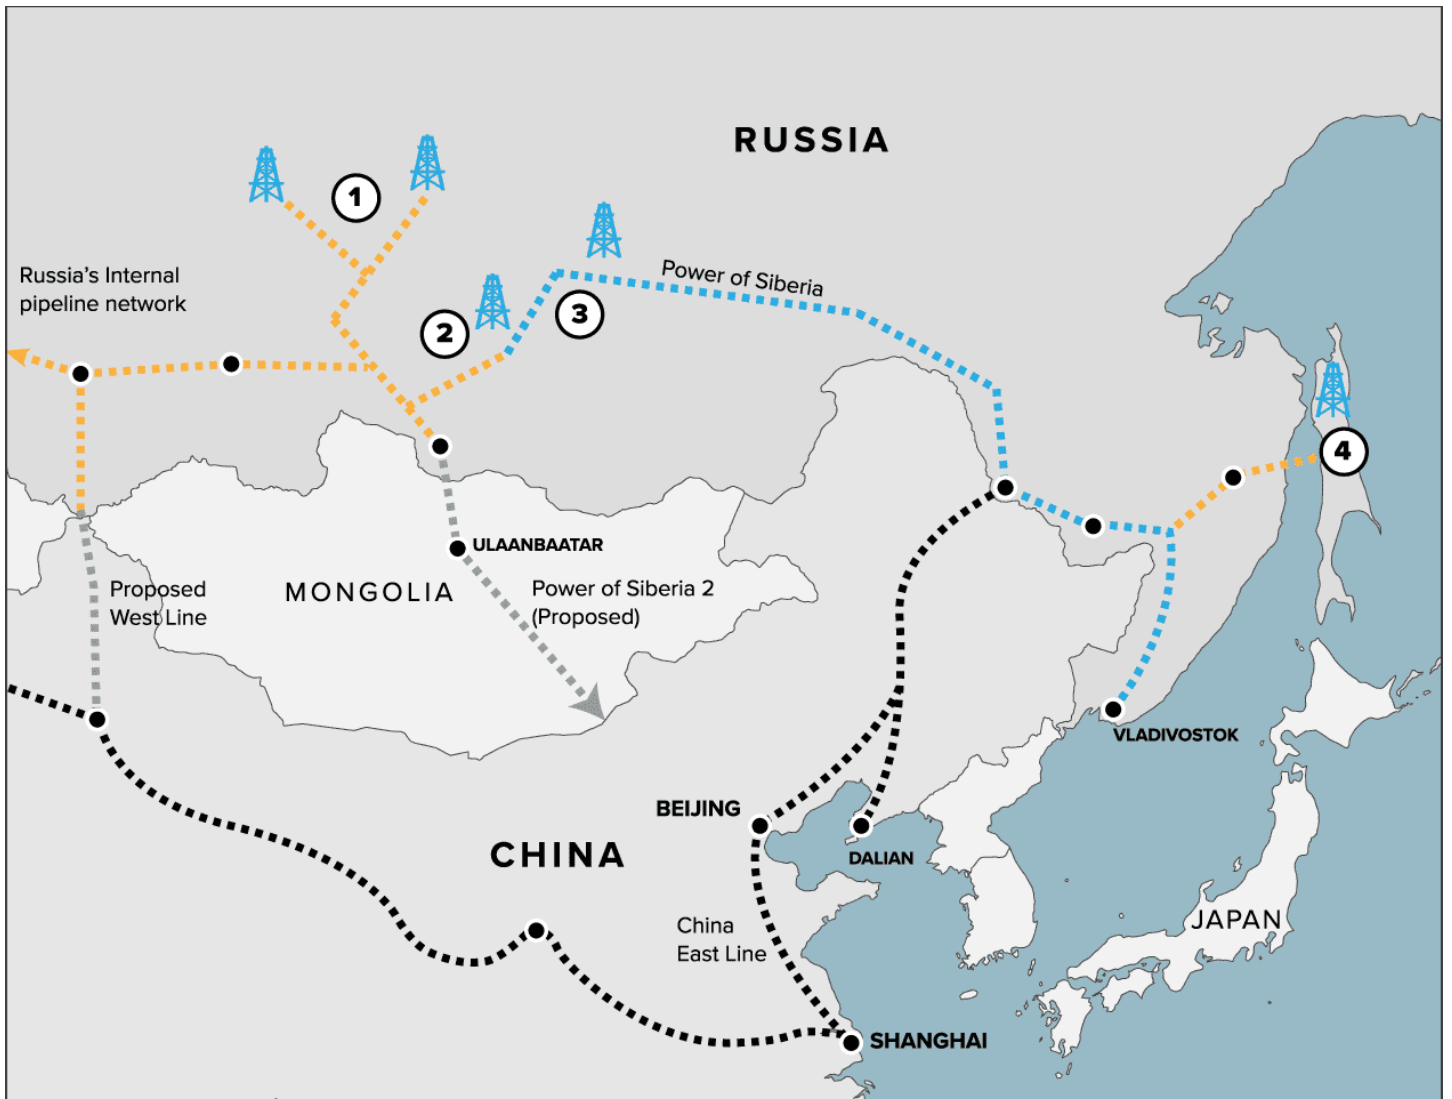 RUSSIA
1
Russia's Internal
pipeline network
Power of Siberia
2
3
4
ULAANBAATAR
MONGOLIA
Proposed
West Line
Power of Siberia 2
(Proposed)
VLADIVOSTOK
BEIJING
CHINA
DALIAN
JAPAN
China
East Line
SHANGHAI